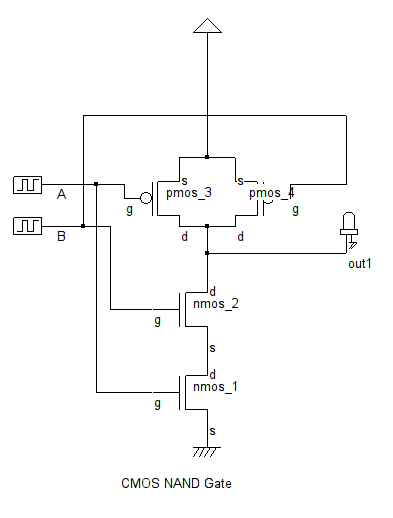 s
s
pmos_3
pmos_4
A
g
g
B
d
d
out1
d
nmos_2
g
s
d
nmos_1
g
s
CMOS NAND Gate